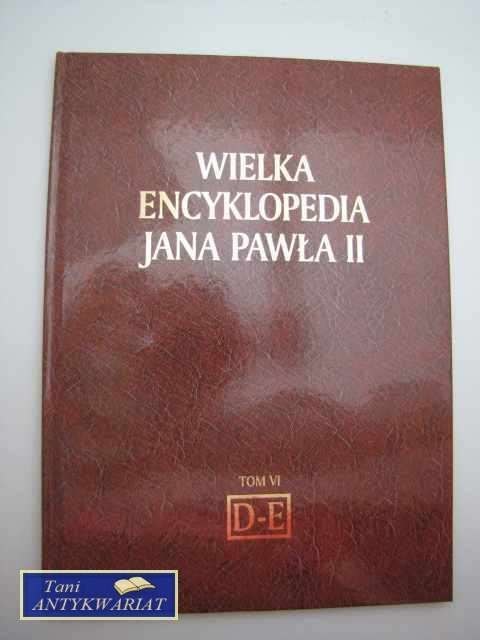 WIELKA
ENCYKLOPEDIA
JANA PAWŁA II
TOM VI
D-E
Tani
ANTYKWARIAT